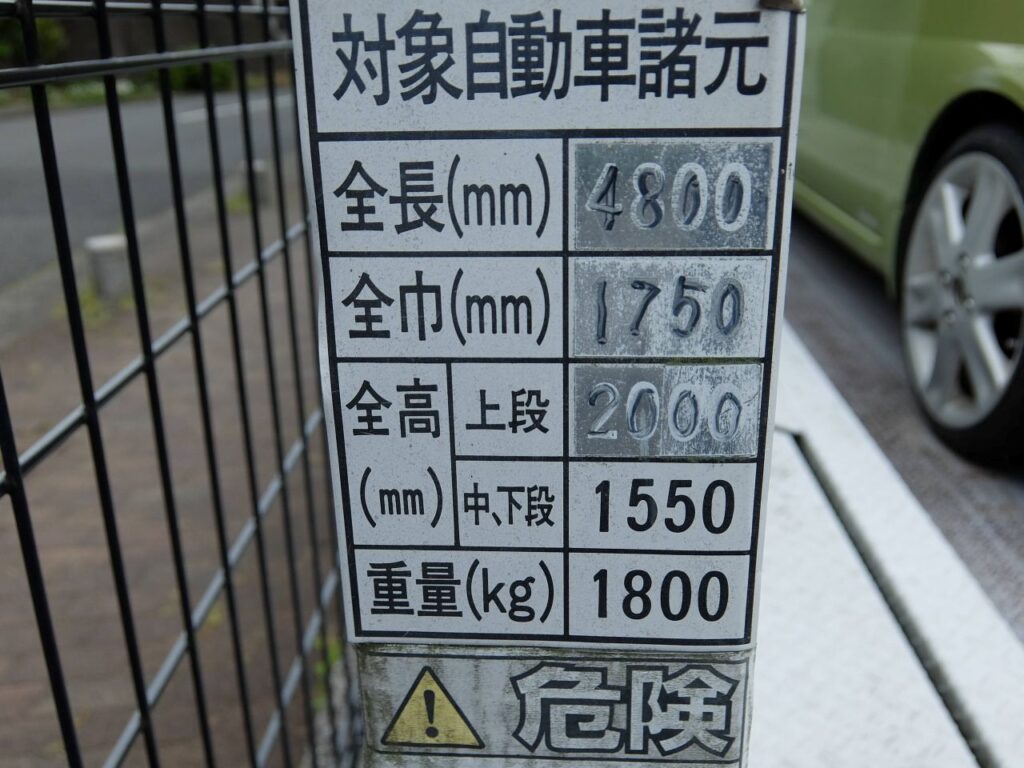 対象自動車諸元
全長(mm) 4800
全巾(mm) 1750
全高(mm) 上段 2000
中、下段 1550
重量(kg) 1800
危険